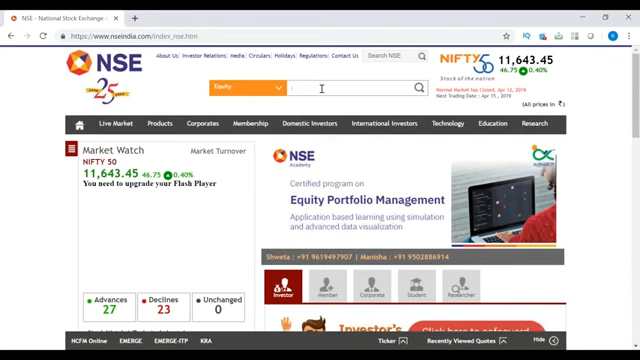 NSE - National Stock Exchange o
https://www.nseindia.com/index_nse.htm
NSE
25
About Us
Investor Relations
Media
Circulars
Holidays
Regulations
Contact Us
Search NSE
Equity
NIFTY 50
Stock of the nation
11,643.45
46.75 0.40%
Normal Market has Closed, Apr 12, 2019
Next Trading Date : Apr 15, 2019
(All prices in ₹)
Live Market
Products
Corporates
Membership
Domestic Investors
International Investors
Technology
Education
Research
Market Watch
Market Turnover
NIFTY 50
11,643.45 46.75 0.40%
You need to upgrade your Flash Player
Advances
27
Declines
23
Unchanged
0
NSE
Academy
Certified program on
Equity Portfolio Management
Application based learning using simulation
and advanced data visualization
Shweta : +91 9619497907 | Manisha : +91 9502886914
Investor
Member
Corporate
Student
Researcher
Investor's
Click here to safeguard
NCFM Online
EMERGE
EMERGE-ITP
KRA
Ticker
Recently Viewed Quotes
Hide